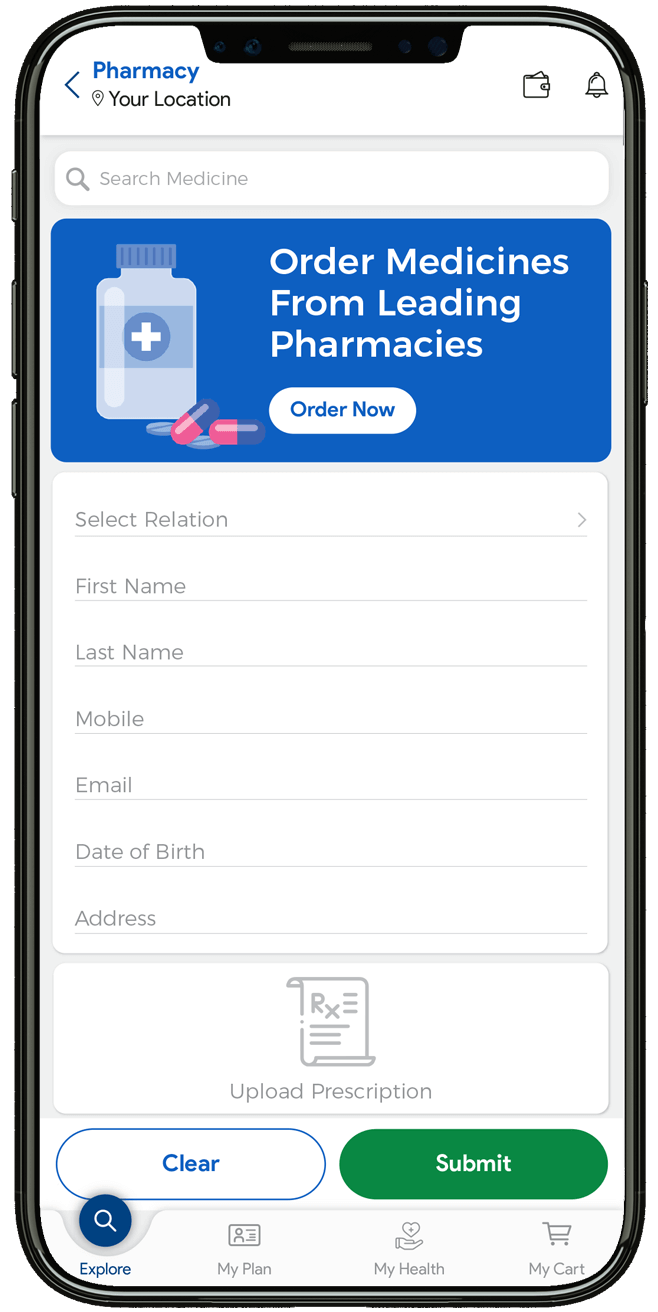 Pharmacy
Your Location
Search Medicine
Order Medicines
From Leading
Pharmacies
Order Now
Select Relation
First Name
Last Name
Mobile
Email
Date of Birth
Address
Rx
Upload Prescription
Clear
Submit
Explore
My Plan
My Health
My Cart